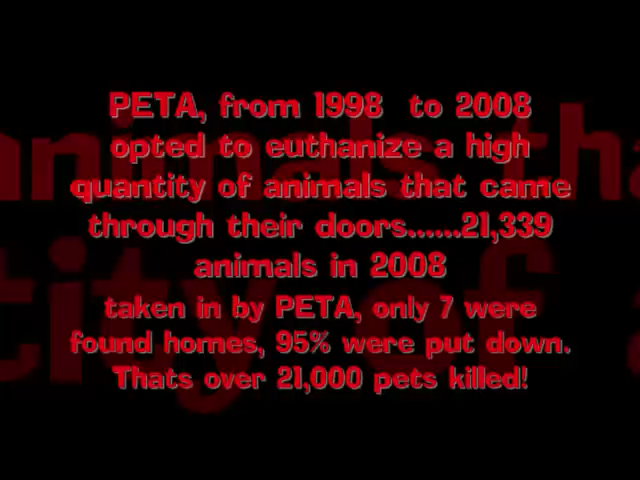 PETA, from 1998 to 2008
opted to euthanize a high
quantity of animals that came
through their doors......21,339
animals in 2008
taken in by PETA, only 7 were
found homes, 95% were put down.
Thats over 21,000 pets killed!